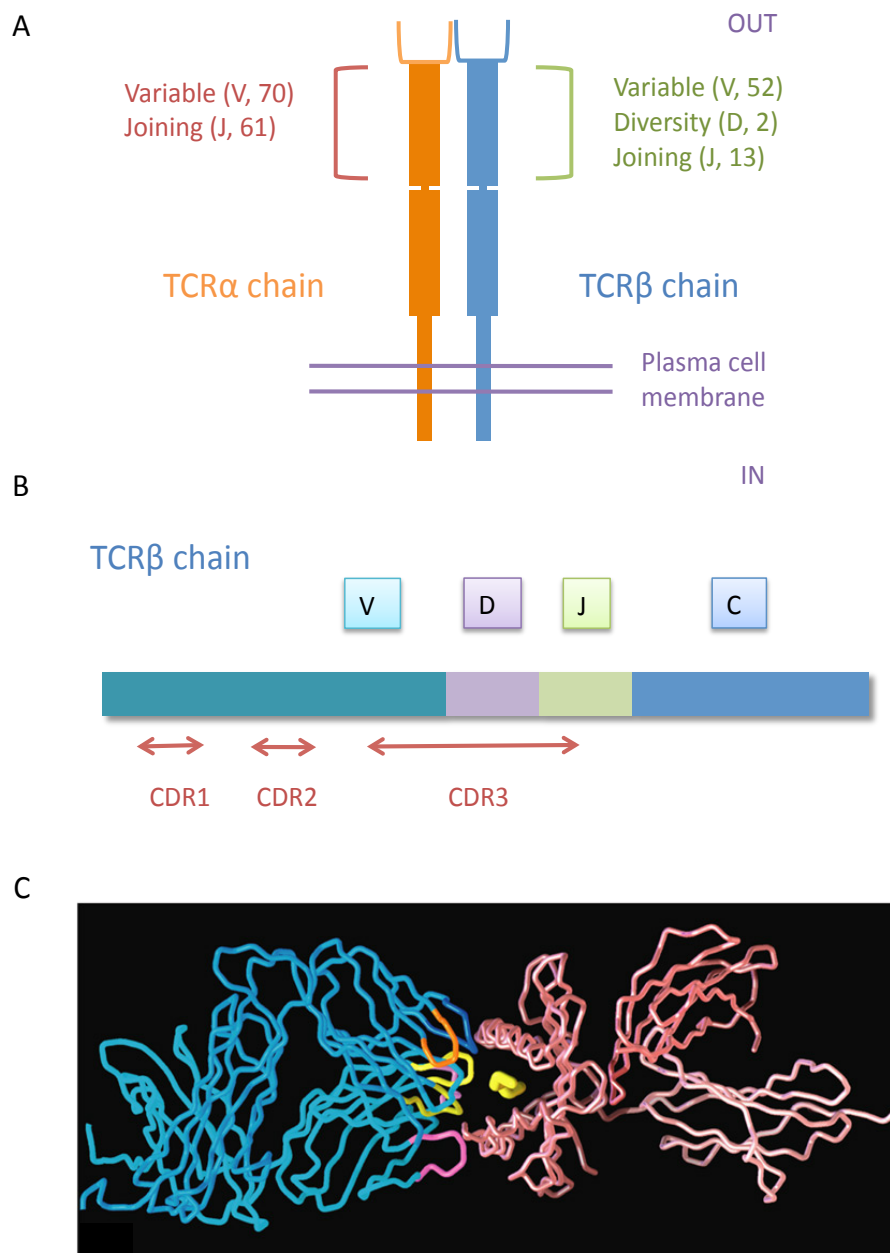 A
OUT
Variable (V, 70)
Joining (J, 61)
Variable (V, 52)
Diversity (D, 2)
Joining (J, 13)
TCRα chain
TCRβ chain
Plasma cell
membrane
IN
B
TCRβ chain
V
D
J
C
CDR1
CDR2
CDR3
C